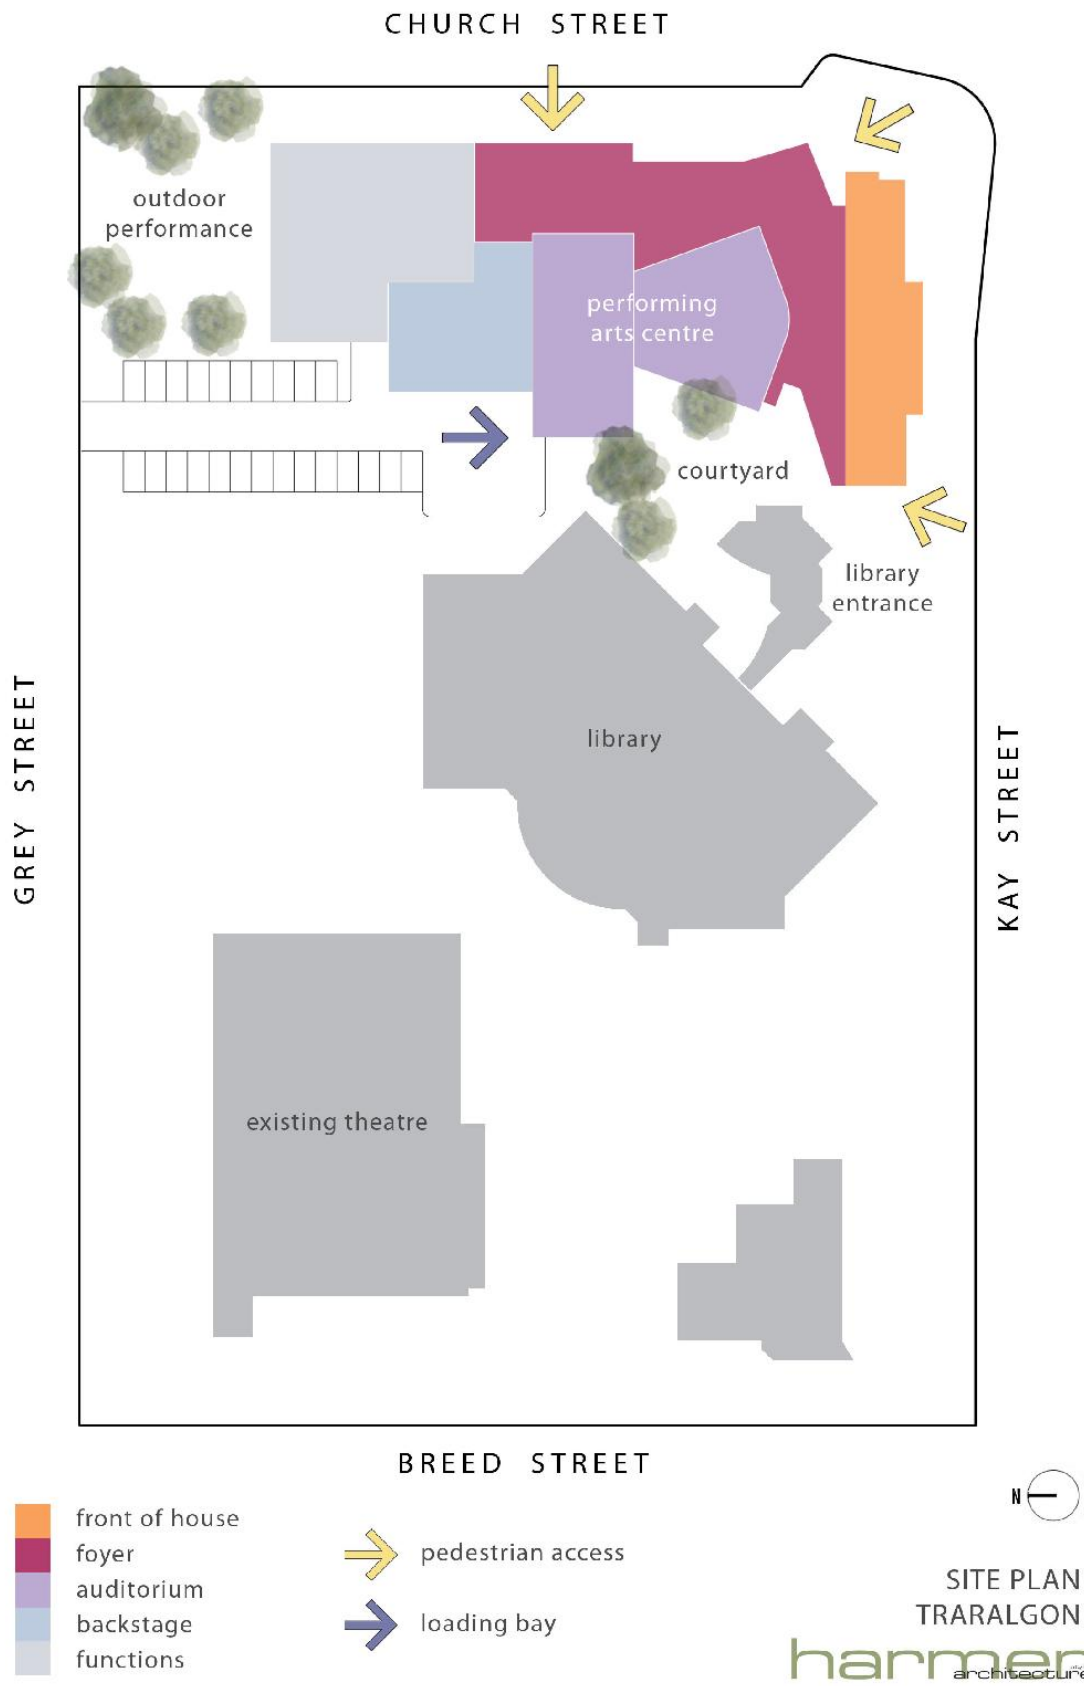 CHURCH STREET
outdoor
performance
performing
arts centre
courtyard
library
entrance
library
GREY STREET
KAY STREET
existing theatre
BREED STREET
front of house
foyer
auditorium
backstage
functions
pedestrian access
loading bay
N
SITE PLAN
TRARALGON
harmer
architecture